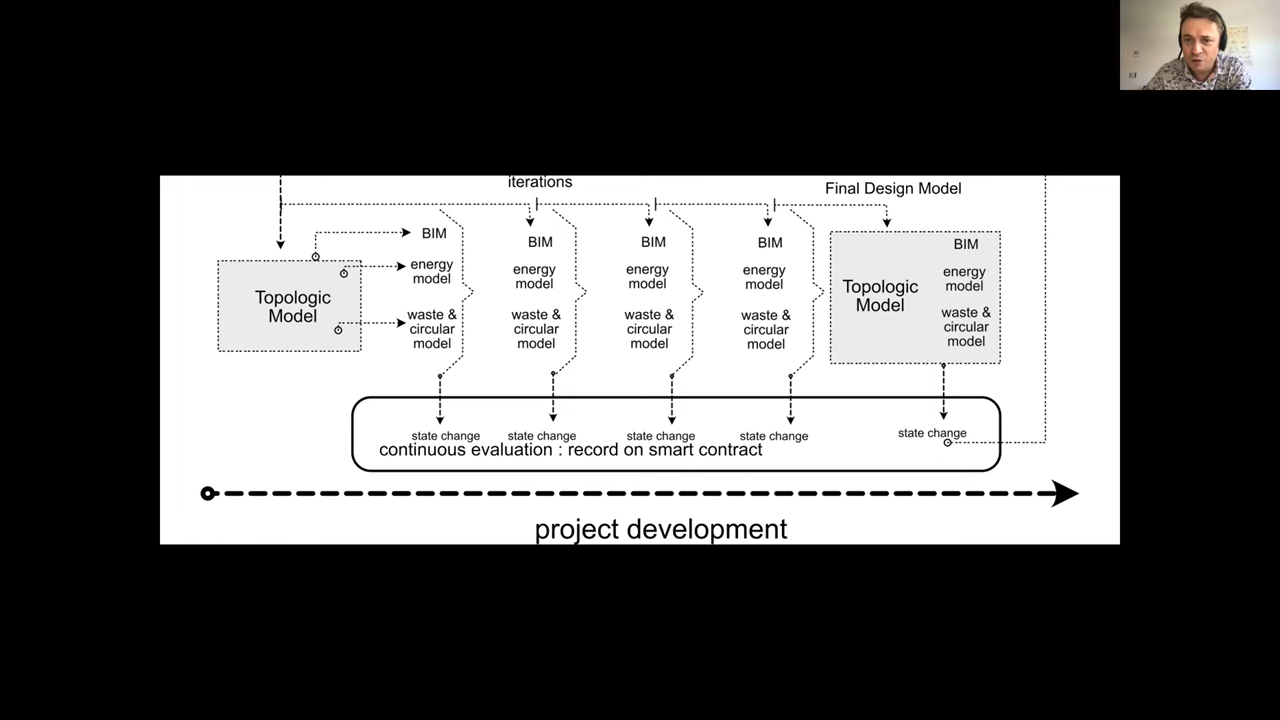 iterations
Final Design Model
Topologic
Model
BIM
energy
model
waste &
circular
model
BIM
energy
model
waste &
circular
model
BIM
energy
model
waste &
circular
model
BIM
energy
model
waste &
circular
model
Topologic
Model
BIM
energy
model
waste &
circular
model
state change
state change
state change
state change
state change
continuous evaluation : record on smart contract
project development